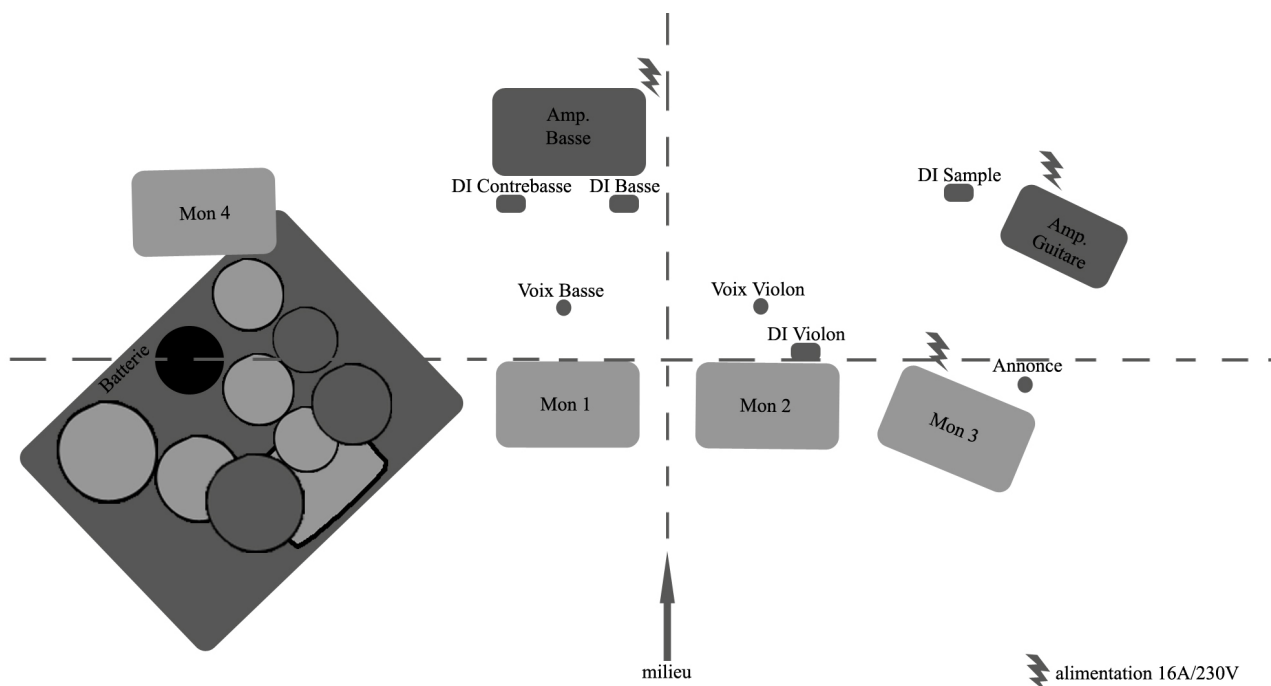 Amp.
Basse
DI Contrebasse
DI Basse
DI Sample
Mon 4
Amp.
Guitare
Voix Basse
Voix Violon
DI Violon
Batterie
Annonce
Mon 1
Mon 2
Mon 3
milieu
alimentation 16A/230V